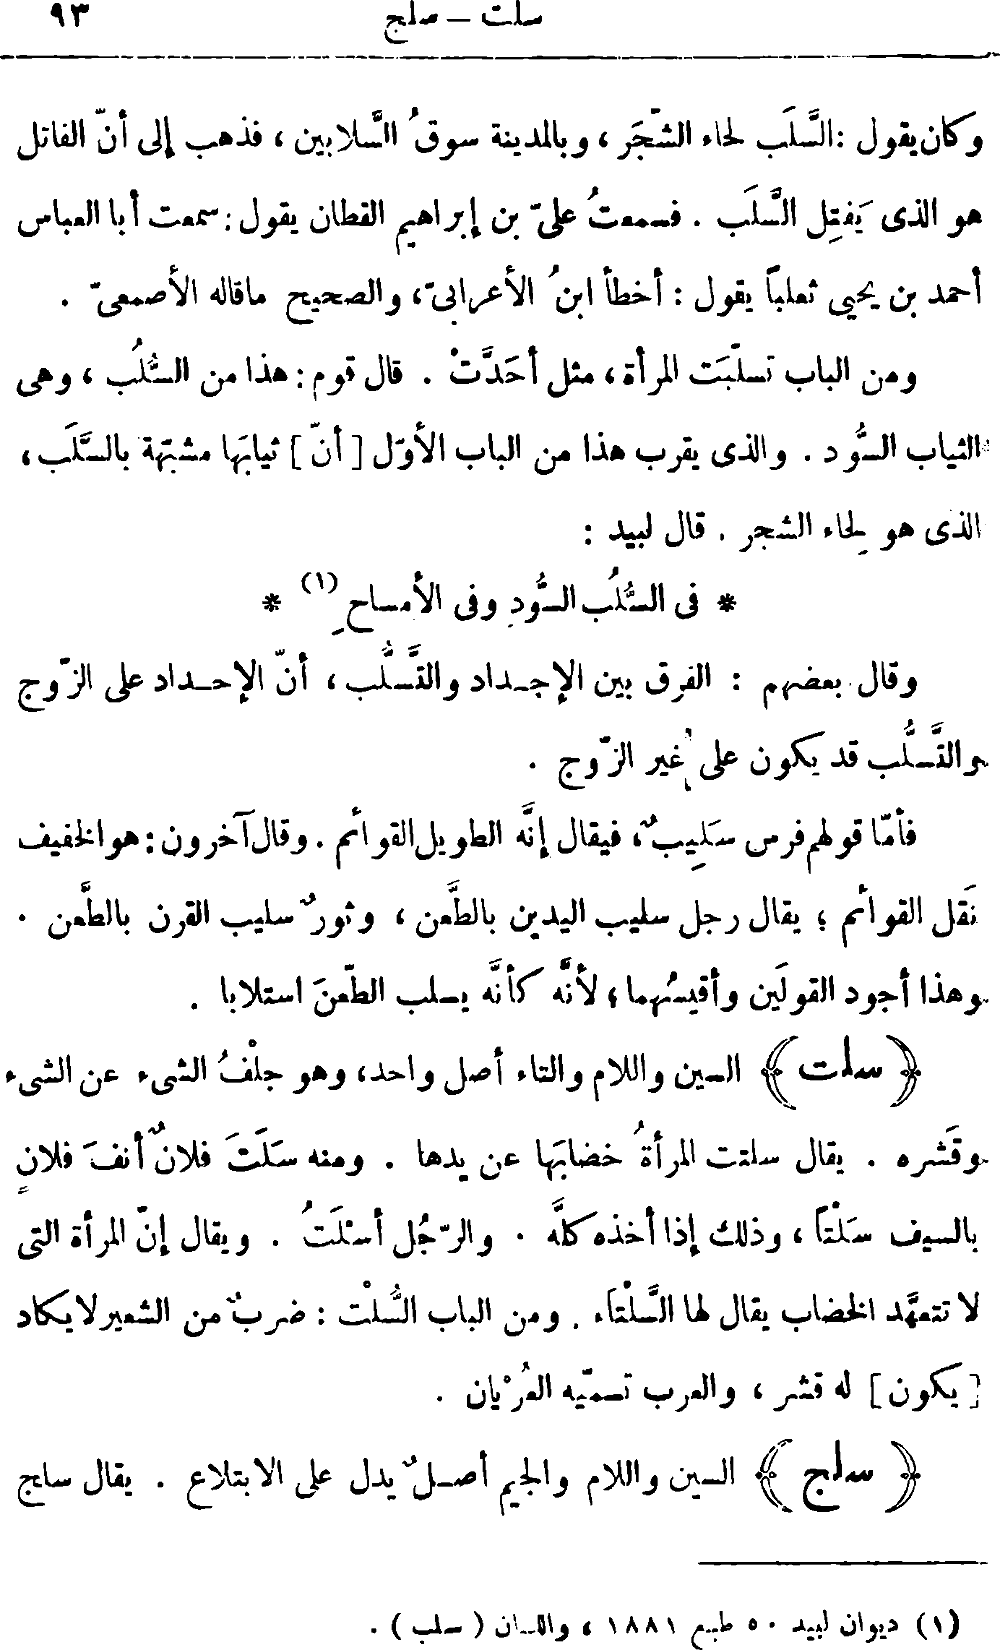 سلت – سلج ٩٣
وكان يقول : السَّلَب لحاء الشّجَر ، وبالمدينة سوقُ السَّلابين ، فذهب إلى أنّ الفاتل
هو الذى يَفتِل السَّلَب . فسمعتُ علىّ بن إبراهيم القطان يقول : سمعت أبا العباس
أحمد بن يحيى ثعلباً يقول : أخطأ ابنُ الأعرابىّ ، والصحيح ماقاله الأصمعىّ .
ومن الباب تسلّبَت المرأة ، مثل أحَدَّتْ . قال قوم : هذا من السُّلُب ، وهى
الثياب السُّود . والذى يقرب هذا من الباب الأوّل [ أنّ ] ثيابَها مشبَّهة بالسَّلَب ،
الذى هو لِحاء الشجر . قال لبيد :
* فى السُّلُب السُّود وفى الأمساحِ (١) *
وقال بعضهم : الفرق بين الإحداد والتَّسلُّب ، أنّ الإحداد على الزّوج
والتَّسلُّب قد يكون على غير الزّوج .
فأمّا قولهم فرس سَلِيبٌ ، فيقال إنَّه الطويل القوائم . وقال آخرون : هو الخفيف
نَقل القوائم ؛ يقال رجل سليب اليدين بالطَّعن ، وثورٌ سليب القرن بالطَّعن .
وهذا أجود القولَين وأقيسُهما ؛ لأنَّه كأنَّه يسلب الطّعنَ استلابا .
﴿ سلت ﴾ السين واللام والتاء أصل واحد ، وهو جلْفُ الشىء عن الشىء
وقَشره . يقال سلتت المرأةُ خضابَها عن يدها . ومنه سَلَتَ فلانٌ أنفَ فلانٍ
بالسيف سَلْتاً ، وذلك إذا أخذه كلَّه . والرّجُل أسْلَتُ . ويقال إنّ المرأة التى
لا تتعهَّد الخضاب يقال لها السَّلْتاء . ومن الباب السُّلْت : ضربٌ من الشعير لا يكاد
[ يكون ] له قشر ، والعرب تسمّيه العُرْيان .
﴿ سلج ﴾ السين واللام والجيم أصلٌ يدل على الابتلاع . يقال سلج
(١) ديوان لبيد ٥٠ طبع ١٨٨١ ، واللسان ( سلب ) .